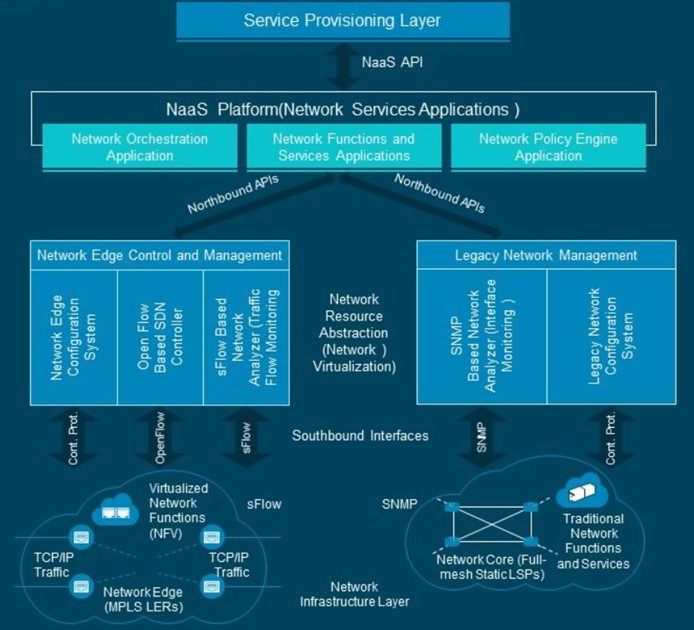 Service Provisioning Layer
NaaS API
NaaS Platform(Network Services Applications )
Network Orchestration
Application
Network Functions and
Services Applications
Network Policy Engine
Application
Northbound APIs
Northbound APIs
Network Edge Control and Management
Network Edge
Configuration
System
Open Flow
Based SDN
Controller
sFlow Based
Network
Analyzer (Traffic
Flow Monitoring
Network
Resource
Abstraction
(Network )
Virtualization)
Legacy Network Management
SNMP
Based Network
Analyzer (Interface
Monitoring )
Legacy Network
Configuration
System
Cont. Prot.
OpenFlow
sFlow
Southbound Interfaces
SNMP
Cont. Prot.
Virtualized
Network
Functions
(NFV)
sFlow
TCP/IP
Traffic
TCP/IP
Traffic
Network Edge
(MPLS LERs)
SNMP
Traditional
Network
Functions
and Services
Network Core (Full-
mesh Static LSPs)
Network
Infrastructure Layer